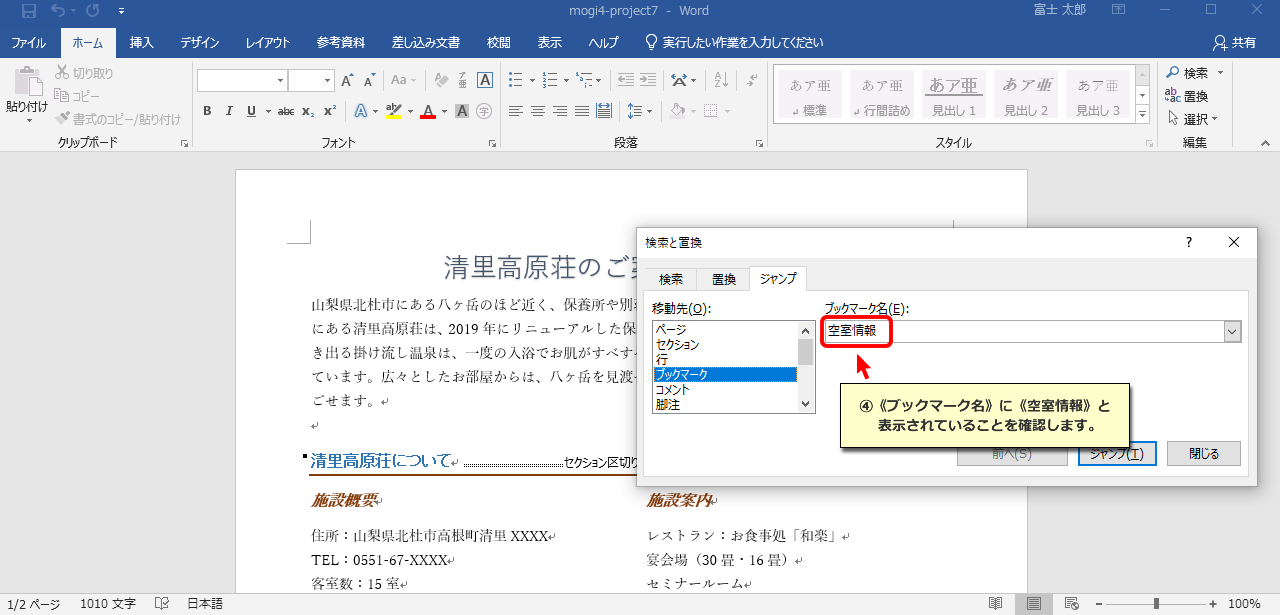 mogi4-project7 - Word
富士 太郎
ファイル ホーム 挿入 デザイン レイアウト 参考資料 差し込み文書 校閲 表示 ヘルプ 実行したい作業を入力してください 共有
貼り付け
切り取り
コピー
書式のコピー/貼り付け
クリップボード
Aa
A
B I U abc x₂ x²
A ab A A 字
フォント
段落
あア亜 あア亜 あア亜 あア亜 あア亜
標準 行間詰め 見出し 1 見出し 2 見出し 3
スタイル
検索
置換
選択
編集
清里高原荘のご
山梨県北杜市にある八ヶ岳のほど近く、保養所や別
にある清里高原荘は、2019 年にリニューアルした保
き出る掛け流し温泉は、一度の入浴でお肌がすべす
ています。広々としたお部屋からは、八ヶ岳を見渡
ごせます。
清里高原荘について
セクション区切り
施設概要
住所：山梨県北杜市高根町清里 XXXX
TEL：0551-67-XXXX
客室数：15 室
施設案内
レストラン：お食事処「和楽」
宴会場（30 畳・16 畳）
セミナールーム
検索と置換
? ×
検索 置換 ジャンプ
移動先(O):
ページ
セクション
行
ブックマーク
コメント
脚注
ブックマーク名(E):
空室情報
④《ブックマーク名》に《空室情報》と
表示されていることを確認します。
前へ(S) ジャンプ(T) 閉じる
1/2 ページ 1010 文字 日本語 100%